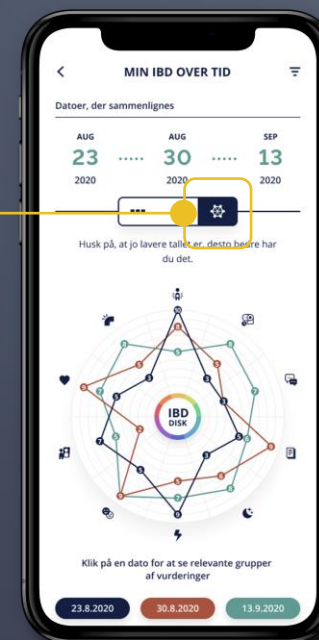 MIN IBD OVER TID
Datoer, der sammenlignes
AUG AUG SEP
23 ..... 30 ..... 13
2020 2020 2020
Husk på, at jo lavere tallet er, desto bedre har
du det.
IBD
DISK
Klik på en dato for at se relevante grupper
af vurderinger
23.8.2020 30.8.2020 13.9.2020